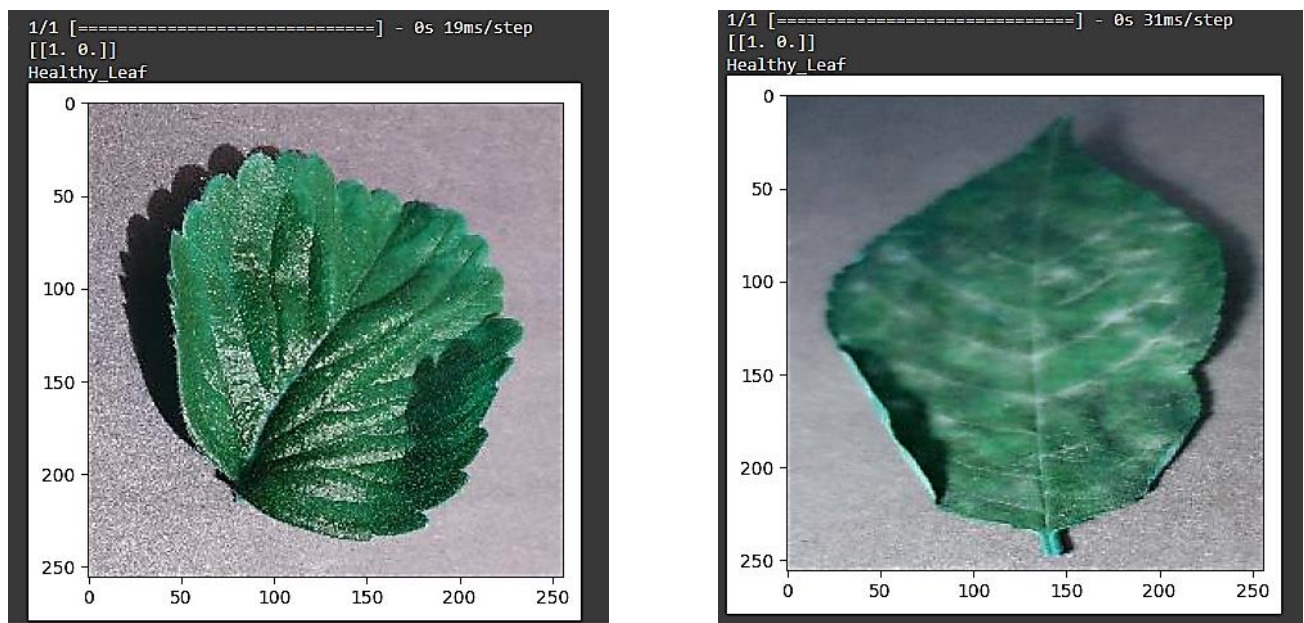 1/1 [==============================] - 0s 19ms/step
[[1. 0.]]
Healthy_Leaf
0
50
100
150
200
250
0 50 100 150 200 250
1/1 [==============================] - 0s 31ms/step
[[1. 0.]]
Healthy_Leaf
0
50
100
150
200
250
0 50 100 150 200 250